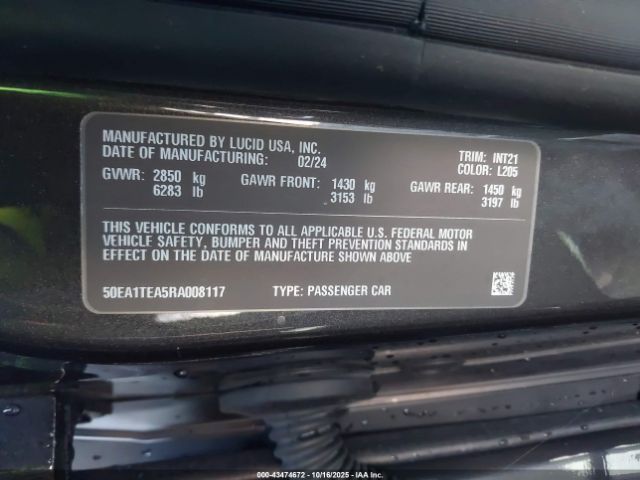 MANUFACTURED BY LUCID USA, INC.
DATE OF MANUFACTURING: 02/24
TRIM: INT21
COLOR: L205
GVWR: 2850 kg GAWR FRONT: 1430 kg GAWR REAR: 1450 kg
6283 lb 3153 lb 3197 lb
THIS VEHICLE CONFORMS TO ALL APPLICABLE U.S. FEDERAL MOTOR
VEHICLE SAFETY, BUMPER AND THEFT PREVENTION STANDARDS IN
EFFECT ON THE DATE OF MANUFACTURE SHOWN ABOVE
50EA1TEA5RA008117 TYPE: PASSENGER CAR
000-43474672 - 10/16/2025 - IAAI.CA